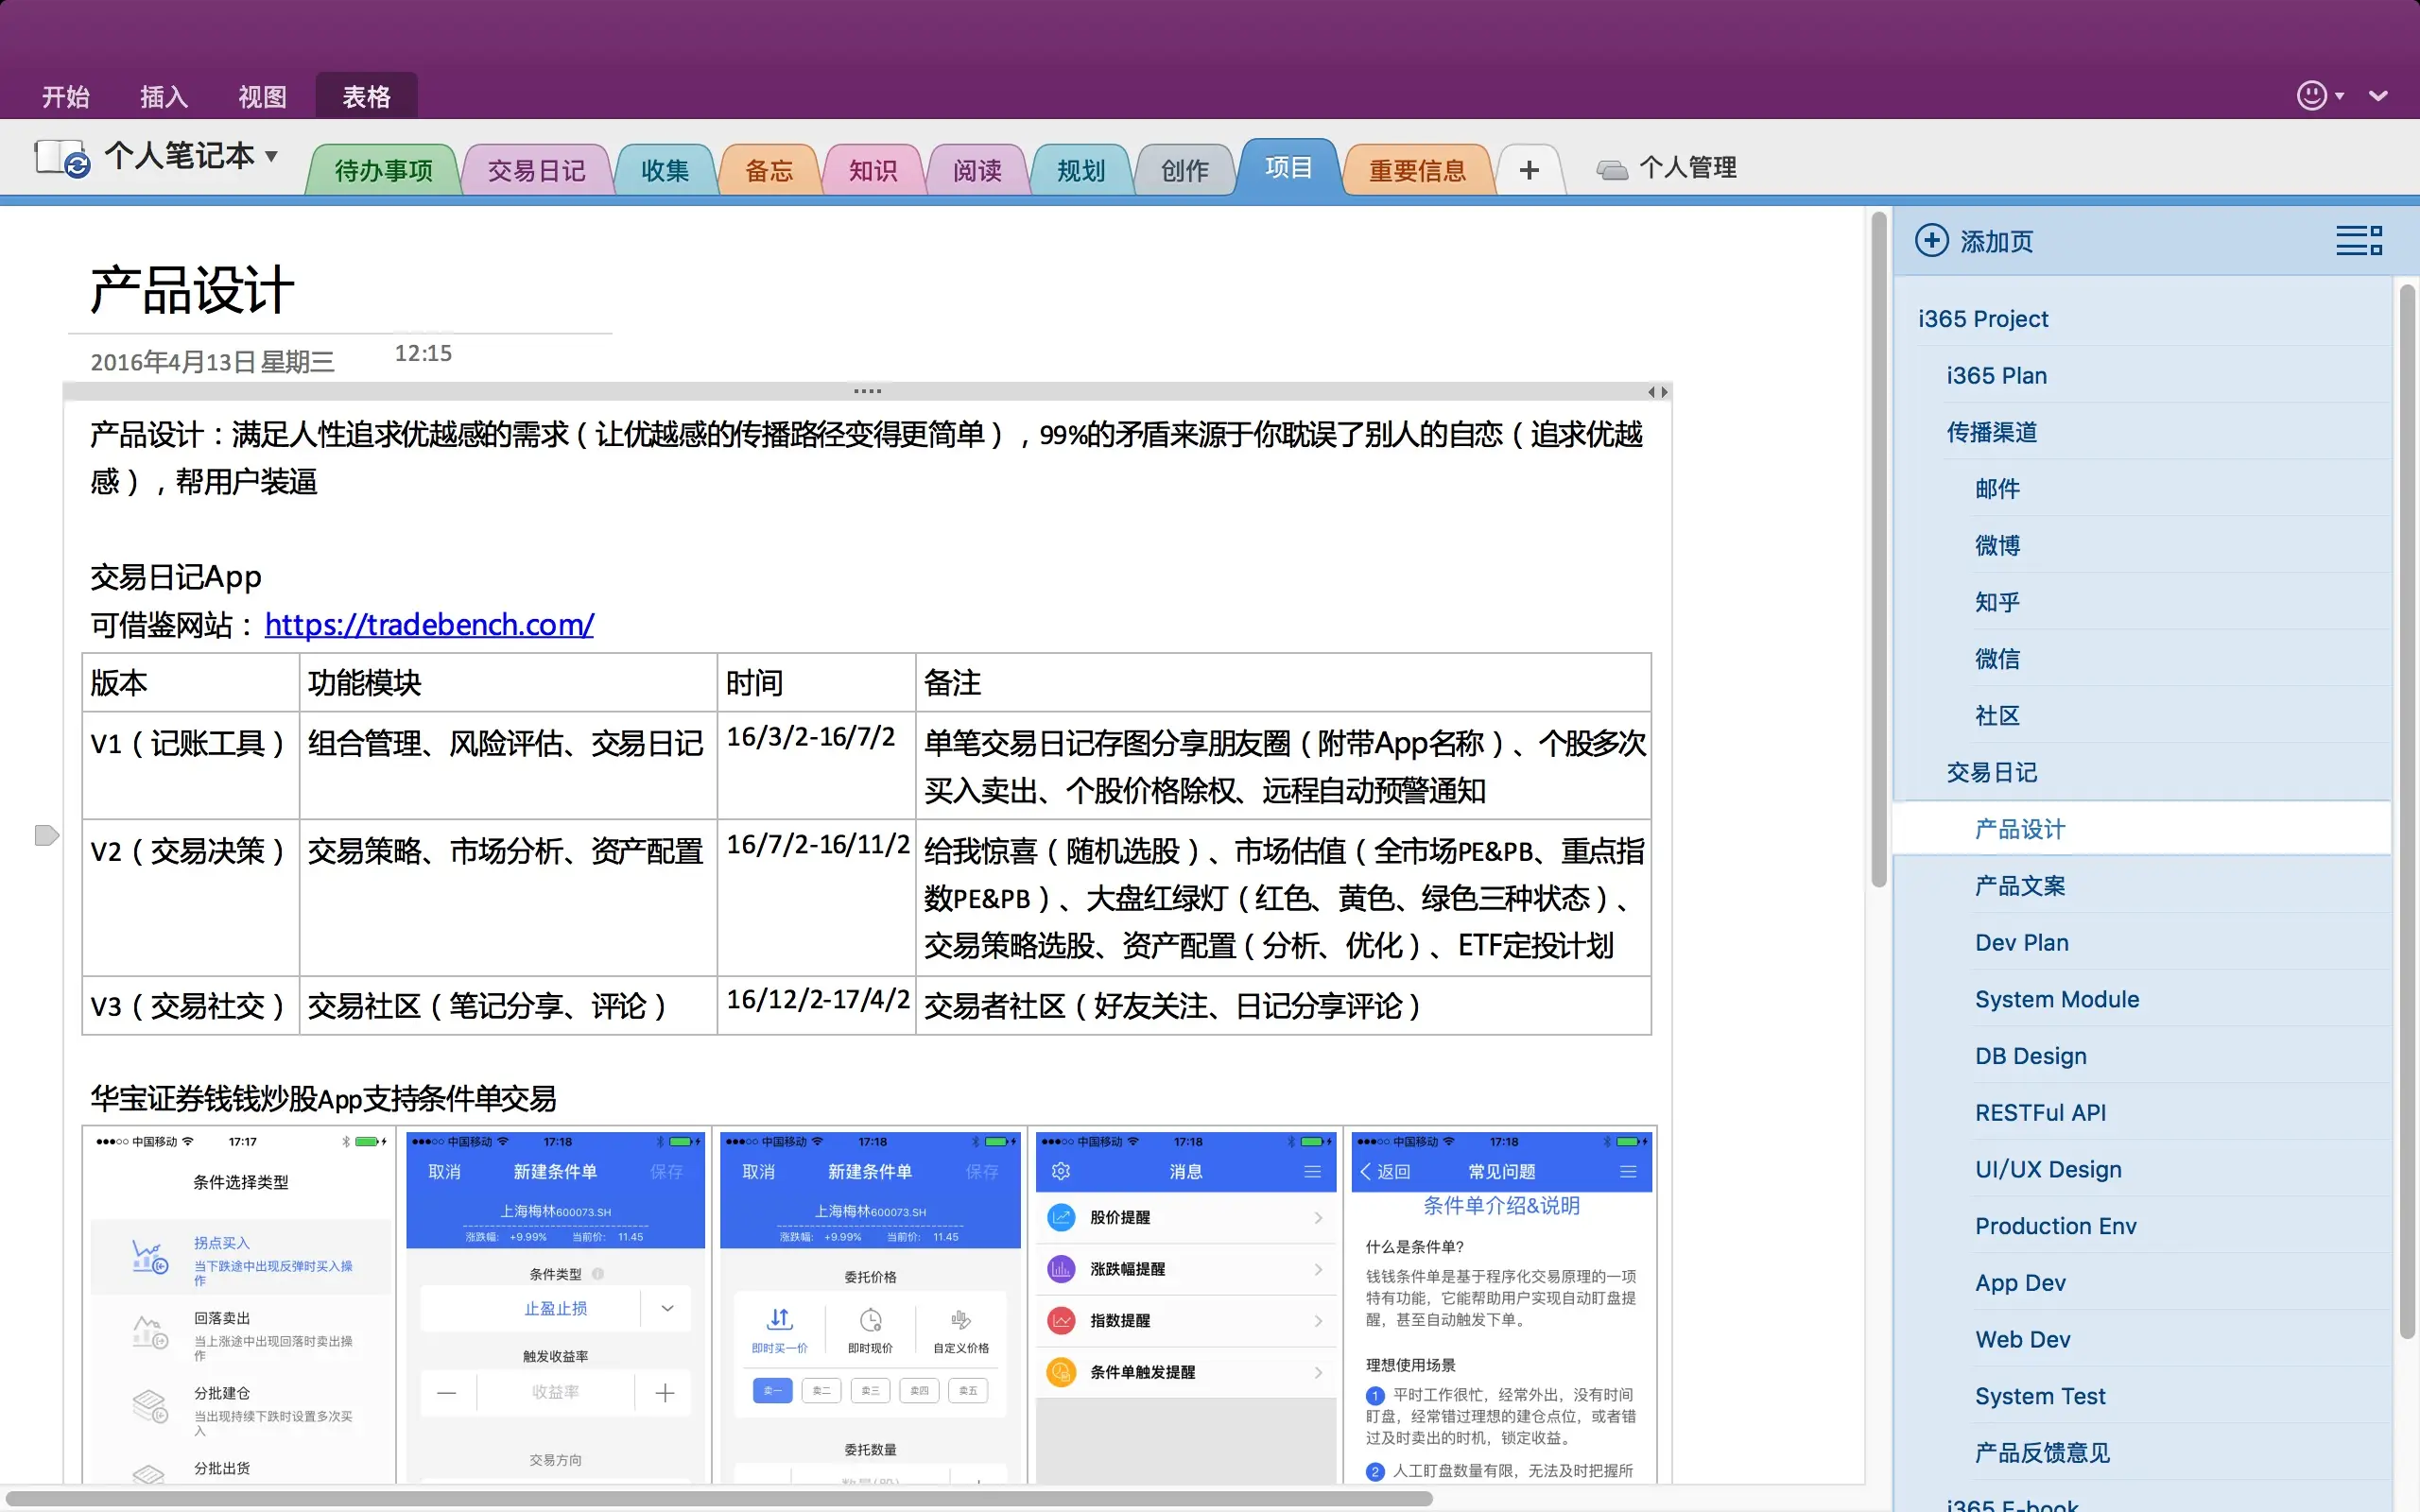 开始 插入 视图 表格
个人笔记本 待办事项 交易日记 收集 备忘 知识 阅读 规划 创作 项目 重要信息 + 个人管理
产品设计
2016年4月13日 星期三 12:15
产品设计：满足人性追求优越感的需求（让优越感的传播路径变得更简单），99%的矛盾来源于你耽误了别人的自恋（追求优越
感），帮用户装逼
交易日记App
可借鉴网站：https://tradebench.com/
版本 功能模块 时间 备注
V1（记账工具） 组合管理、风险评估、交易日记 16/3/2-16/7/2 单笔交易日记存图分享朋友圈（附带App名称）、个股多次
买入卖出、个股价格除权、远程自动预警通知
V2（交易决策） 交易策略、市场分析、资产配置 16/7/2-16/11/2 给我惊喜（随机选股）、市场估值（全市场PE&PB、重点指
数PE&PB）、大盘红绿灯（红色、黄色、绿色三种状态）、
交易策略选股、资产配置（分析、优化）、ETF定投计划
V3（交易社交） 交易社区（笔记分享、评论） 16/12/2-17/4/2 交易者社区（好友关注、日记分享评论）
华宝证券钱钱炒股App支持条件单交易
中国移动 17:17
条件选择类型
拐点买入
当下跌途中出现反弹时买入操
作
回落卖出
当上涨途中出现回落时卖出操
作
分批建仓
当出现持续下跌时设置多次买
入
分批出货
中国移动 17:18
取消 新建条件单 保存
上海梅林600073.SH
涨跌幅: +9.99% 当前价: 11.45
条件类型
止盈止损
触发收益率
收益率
交易方向
中国移动 17:18
取消 新建条件单 保存
上海梅林600073.SH
涨跌幅: +9.99% 当前价: 11.45
委托价格
即时买一价 即时现价 自定义价格
卖一 卖二 卖三 卖四 卖五
委托数量
中国移动 17:18
消息
股价提醒
涨跌幅提醒
指数提醒
条件单触发提醒
中国移动 17:18
返回 常见问题
条件单介绍&说明
什么是条件单?
钱钱条件单是基于程序化交易原理的一项
特有功能，它能帮助用户实现自动盯盘提
醒，甚至自动触发下单。
理想使用场景
1 平时工作很忙，经常外出，没有时间
盯盘，经常错过理想的建仓点位，或者错
过及时卖出的时机，锁定收益。
2 人工盯盘数量有限，无法及时把握所
添加页
i365 Project
i365 Plan
传播渠道
邮件
微博
知乎
微信
社区
交易日记
产品设计
产品文案
Dev Plan
System Module
DB Design
RESTFul API
UI/UX Design
Production Env
App Dev
Web Dev
System Test
产品反馈意见
i365 E-book